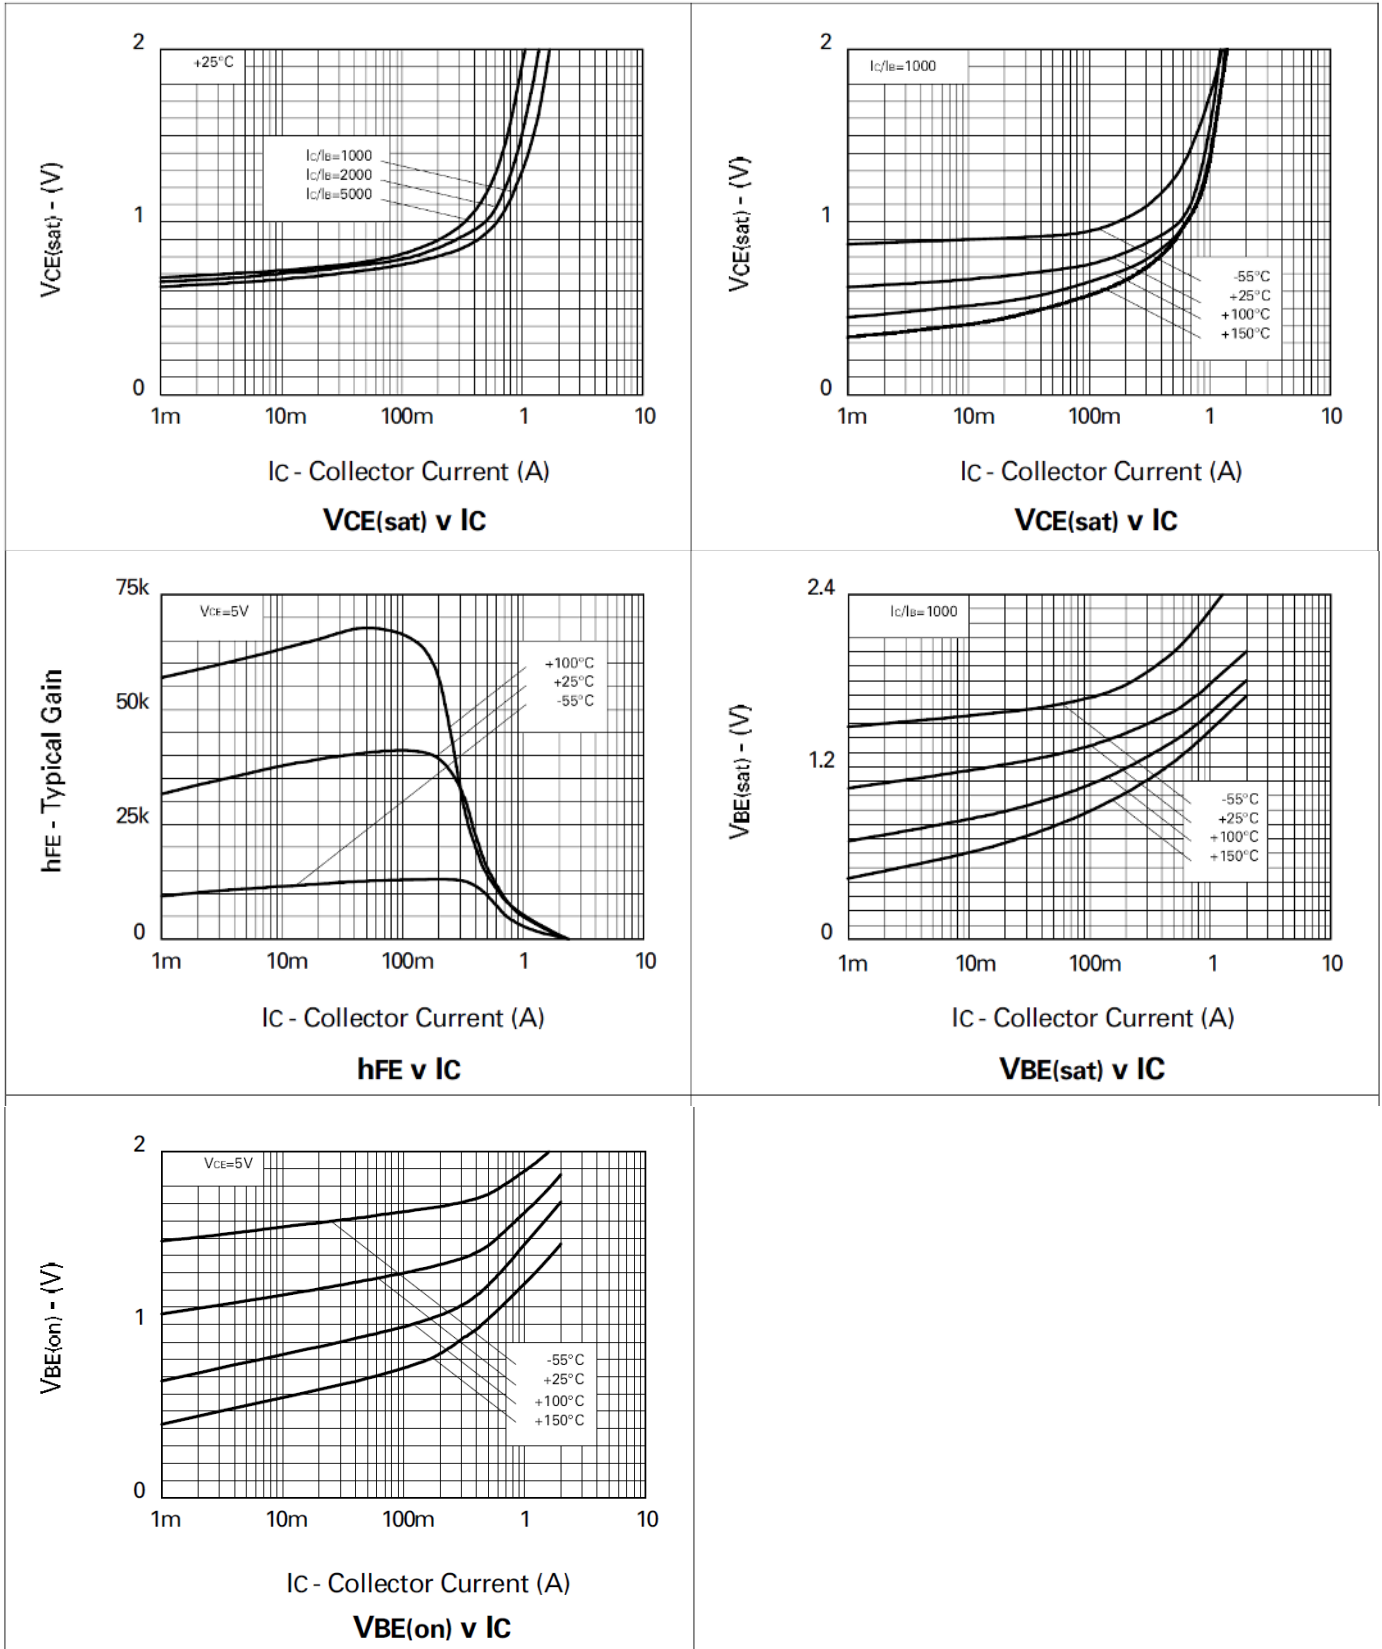 2
+25°C
IC/IB=1000
IC/IB=2000
IC/IB=5000
1
0
VCE(sat) - (V)
1m 10m 100m 1 10
IC - Collector Current (A)
VCE(sat) v IC
2
IC/IB=1000
1
-55°C
+25°C
+100°C
+150°C
0
VCE(sat) - (V)
1m 10m 100m 1 10
IC - Collector Current (A)
VCE(sat) v IC
75k
VCE=5V
+100°C
+25°C
-55°C
50k
25k
0
hFE - Typical Gain
1m 10m 100m 1 10
IC - Collector Current (A)
hFE v IC
2.4
IC/IB=1000
1.2
-55°C
+25°C
+100°C
+150°C
0
VBE(sat) - (V)
1m 10m 100m 1 10
IC - Collector Current (A)
VBE(sat) v IC
2
VCE=5V
1
-55°C
+25°C
+100°C
+150°C
0
VBE(on) - (V)
1m 10m 100m 1 10
IC - Collector Current (A)
VBE(on) v IC